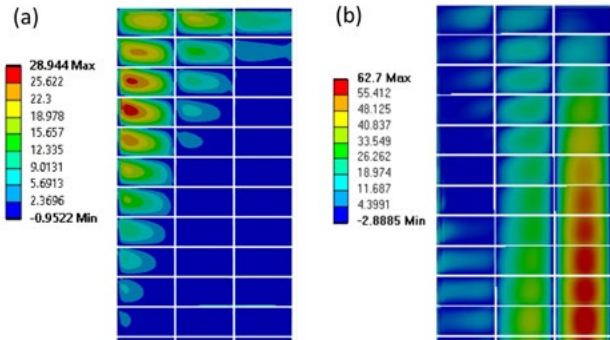 (a)
28.944 Max
25.622
22.3
18.978
15.657
12.335
9.0131
5.6913
2.3696
-0.9522 Min
(b)
62.7 Max
55.412
48.125
40.837
33.549
26.262
18.974
11.687
4.3991
-2.8885 Min